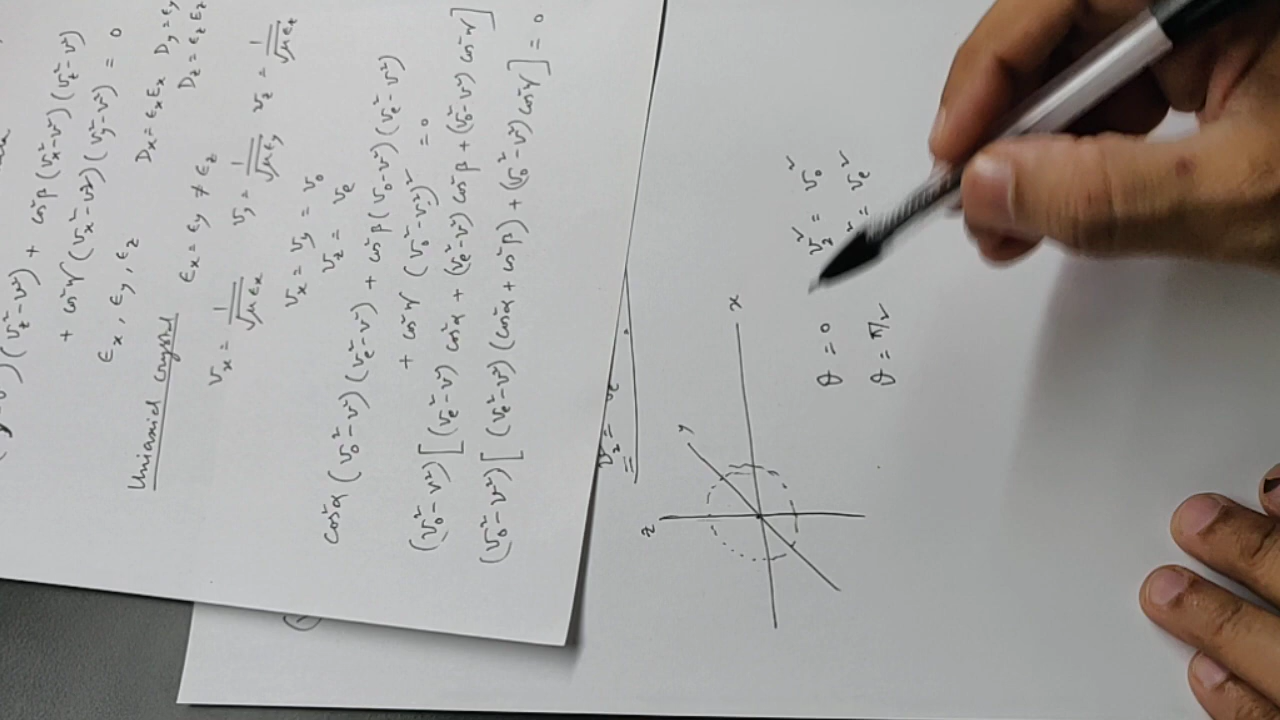 (v_z² - v²) + cos²β (v_x² - v²) (v_z² - v²)
+ cos²γ (v_x² - v²) (v_y² - v²) = 0
ε_x, ε_y, ε_z
D_x = ε_x E_x D_y = ε_y
D_z = ε_z E_z
Uniaxial crystal
ε_x = ε_y ≠ ε_z
v_x = 1/√(με_x) v_y = 1/√(με_y) v_z = 1/√(με_z)
v_x = v_y = v_o
v_z = v_e
cos²α (v_o² - v²) (v_e² - v²) + cos²β (v_o² - v²) (v_e² - v²)
+ cos²γ (v_o² - v²)² = 0
(v_o² - v²) [(v_e² - v²) cos²α + (v_e² - v²) cos²β + (v_o² - v²) cos²γ] = 0
(v_o² - v²) [(v_e² - v²) (cos²α + cos²β) + (v_o² - v²) cos²γ] = 0
x
y
z
θ = 0 v_2² = v_o²
θ = π/2 = v_e²